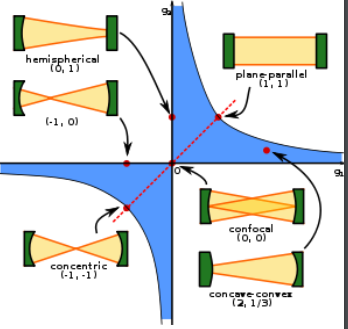 g₂
hemispherical
(0, 1)
plane-parallel
(1, 1)
(-1, 0)
0
g₁
confocal
(0, 0)
concentric
(-1, -1)
concave-convex
(2, 1/3)